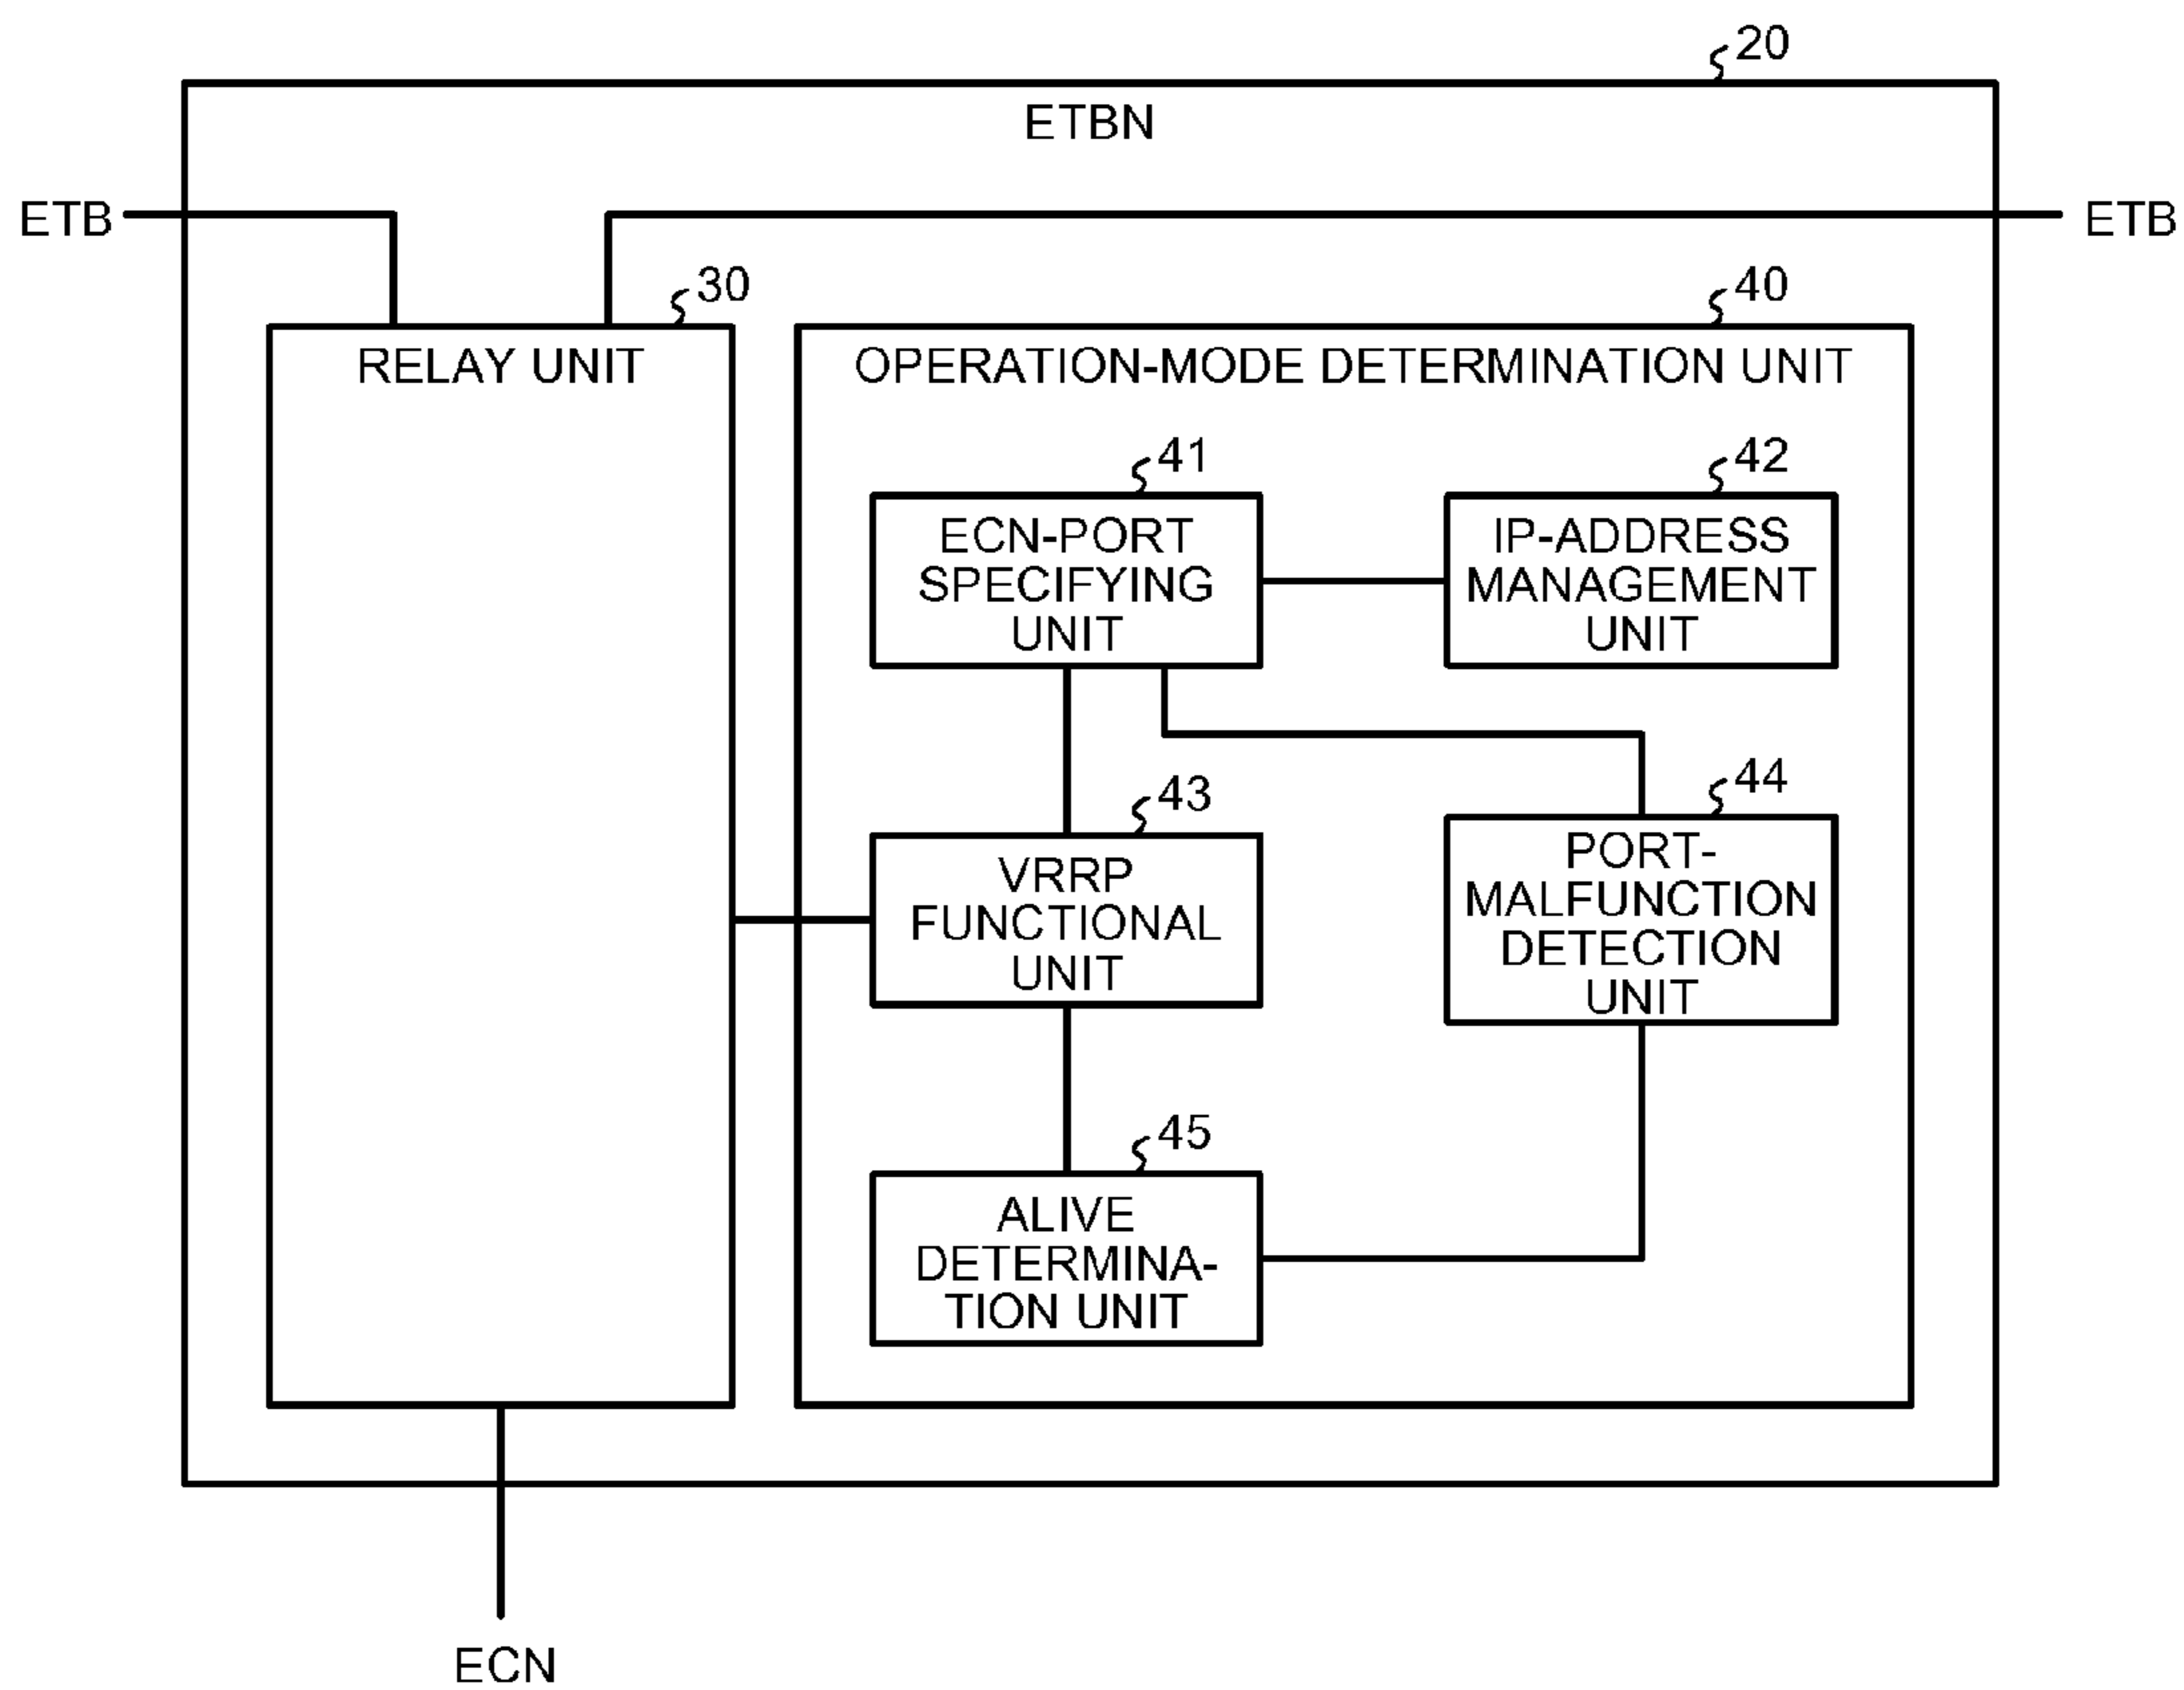 20
ETBN
ETB
ETB
30
40
RELAY UNIT
OPERATION-MODE DETERMINATION UNIT
41
42
ECN-PORT
SPECIFYING
UNIT
IP-ADDRESS
MANAGEMENT
UNIT
43
44
VRRP
FUNCTIONAL
UNIT
PORT-
MALFUNCTION
DETECTION
UNIT
45
ALIVE
DETERMINA-
TION UNIT
ECN